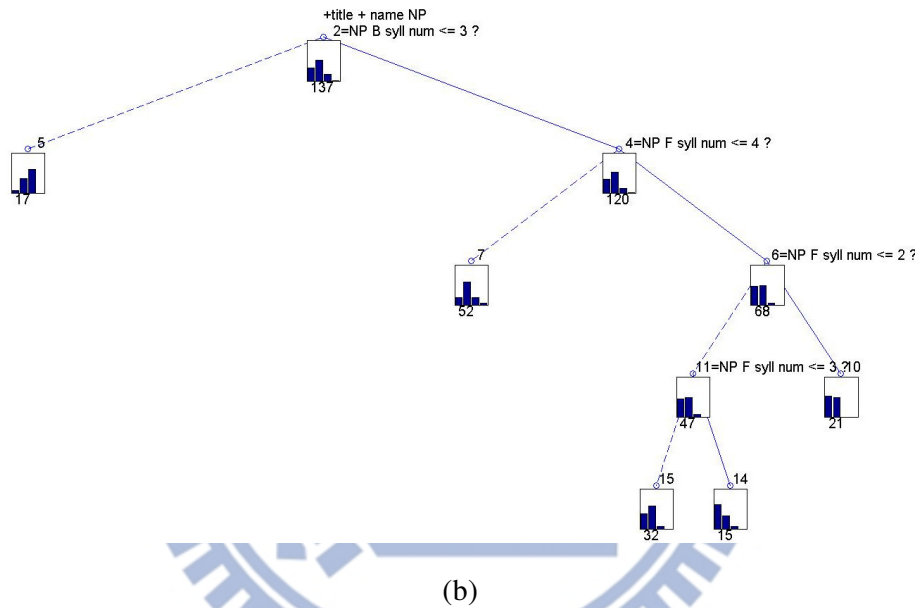 +title + name NP
2=NP B syll num <= 3 ?
137
5
17
4=NP F syll num <= 4 ?
120
7
52
6=NP F syll num <= 2 ?
68
11=NP F syll num <= 3 ?
47
10
21
15
32
14
15
(b)